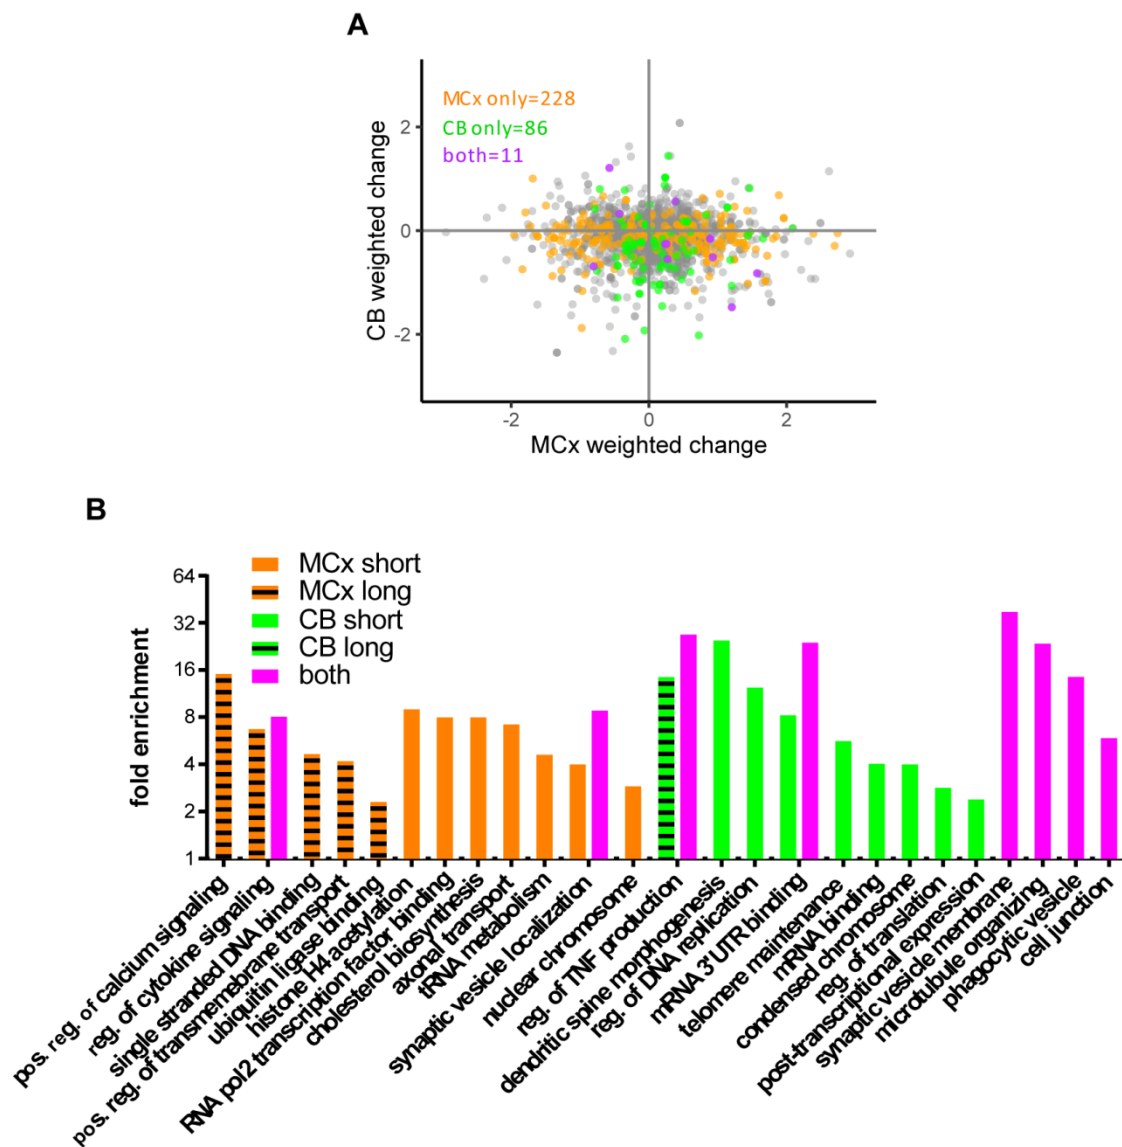 A
MCx only=228
CB only=86
both=11
CB weighted change
2
0
-2
-2
0
2
MCx weighted change
B
MCx short
MCx long
CB short
CB long
both
fold enrichment
64
32
16
8
4
2
1
pos. reg. of calcium signaling
reg. of cytokine signaling
single stranded DNA binding
pos. reg. of transmembrane transport
ubiquitin ligase binding
histone H4 acetylation
RNA pol2 transcription factor binding
cholesterol biosynthesis
axonal transport
tRNA metabolism
synaptic vesicle localization
nuclear chromosome
reg. of TNF production
dendritic spine morphogenesis
reg. of DNA replication
mRNA 3' UTR binding
telomere maintenance
mRNA binding
condensed chromosome
reg. of translation
post-transcriptional expression
synaptic vesicle membrane
microtubule organizing
phagocytic vesicle
cell junction